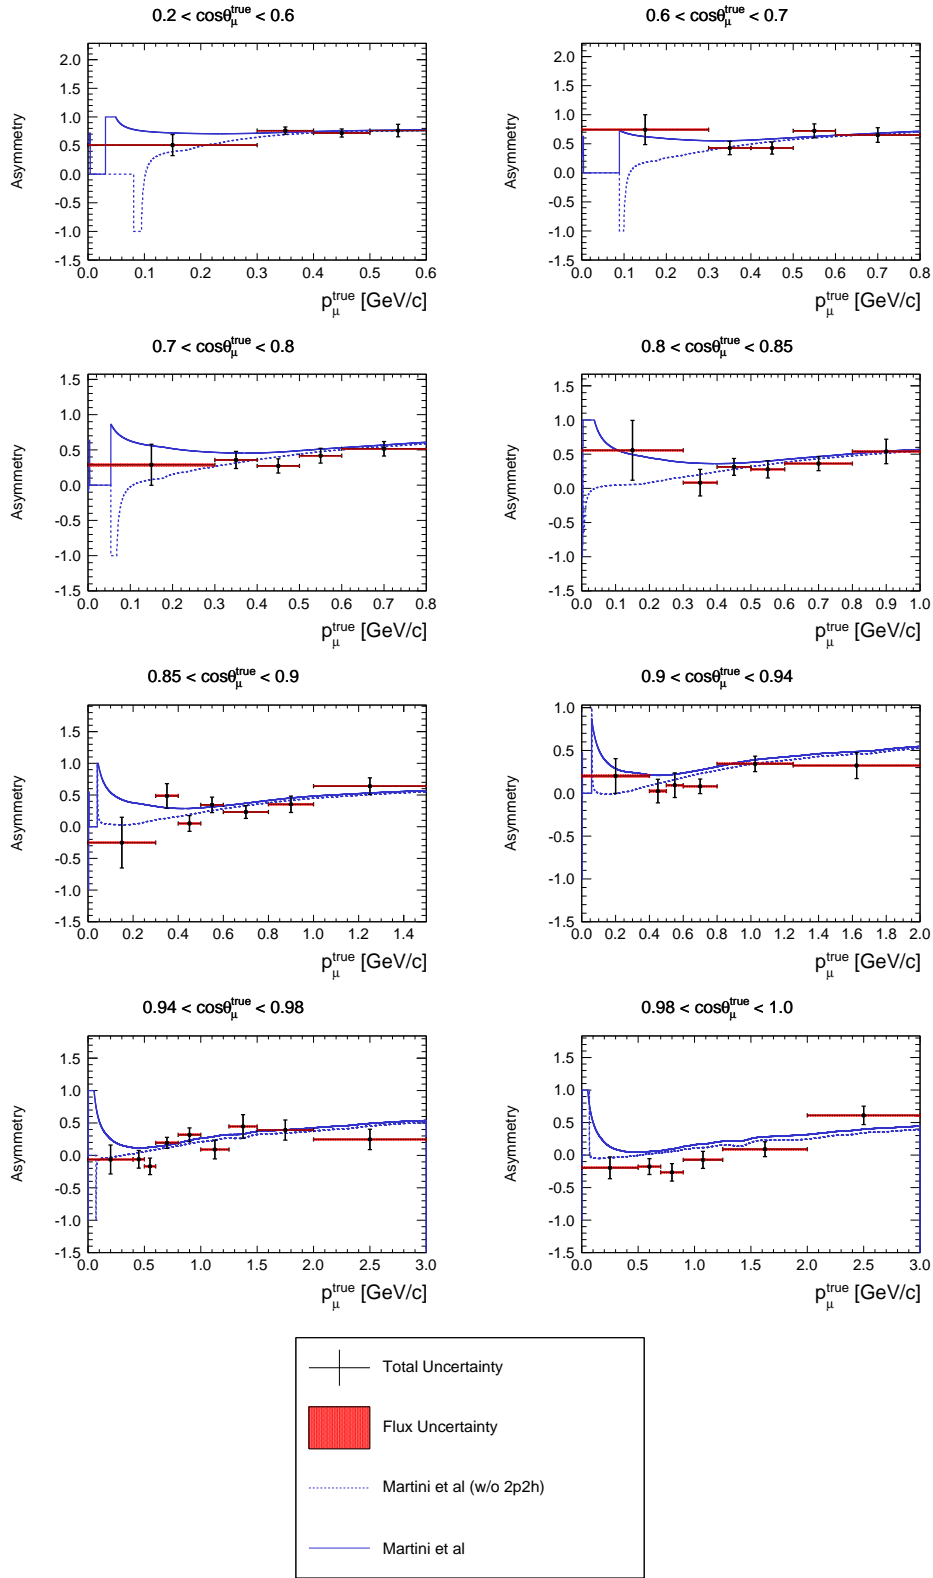 0.2 < cosθμ^true < 0.6
0.6 < cosθμ^true < 0.7
Asymmetry
2.0
1.5
1.0
0.5
0.0
-0.5
-1.0
-1.5
0.0 0.1 0.2 0.3 0.4 0.5 0.6
pμ^true [GeV/c]
Asymmetry
2.0
1.5
1.0
0.5
0.0
-0.5
-1.0
-1.5
0.0 0.1 0.2 0.3 0.4 0.5 0.6 0.7 0.8
pμ^true [GeV/c]
0.7 < cosθμ^true < 0.8
0.8 < cosθμ^true < 0.85
Asymmetry
1.5
1.0
0.5
0.0
-0.5
-1.0
-1.5
0.0 0.1 0.2 0.3 0.4 0.5 0.6 0.7 0.8
pμ^true [GeV/c]
Asymmetry
1.5
1.0
0.5
0.0
-0.5
-1.0
-1.5
0.0 0.1 0.2 0.3 0.4 0.5 0.6 0.7 0.8 0.9 1.0
pμ^true [GeV/c]
0.85 < cosθμ^true < 0.9
0.9 < cosθμ^true < 0.94
Asymmetry
1.5
1.0
0.5
0.0
-0.5
-1.0
-1.5
0.0 0.2 0.4 0.6 0.8 1.0 1.2 1.4
pμ^true [GeV/c]
Asymmetry
1.0
0.5
0.0
-0.5
-1.0
-1.5
0.0 0.2 0.4 0.6 0.8 1.0 1.2 1.4 1.6 1.8 2.0
pμ^true [GeV/c]
0.94 < cosθμ^true < 0.98
0.98 < cosθμ^true < 1.0
Asymmetry
1.5
1.0
0.5
0.0
-0.5
-1.0
-1.5
0.0 0.5 1.0 1.5 2.0 2.5 3.0
pμ^true [GeV/c]
Asymmetry
1.5
1.0
0.5
0.0
-0.5
-1.0
-1.5
0.0 0.5 1.0 1.5 2.0 2.5 3.0
pμ^true [GeV/c]
Total Uncertainty
Flux Uncertainty
Martini et al (w/o 2p2h)
Martini et al